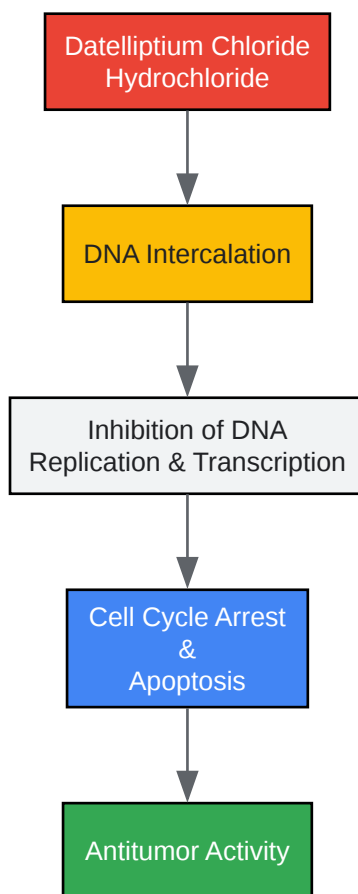 Datelliptium Chloride
Hydrochloride
DNA Intercalation
Inhibition of DNA
Replication & Transcription
Cell Cycle Arrest
&
Apoptosis
Antitumor Activity